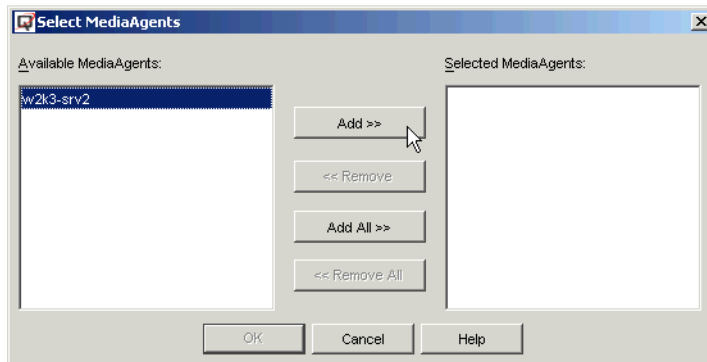 Select MediaAgents
Available MediaAgents:
Selected MediaAgents:
w2k3-srv2
Add >>
<< Remove
Add All >>
<< Remove All
OK
Cancel
Help